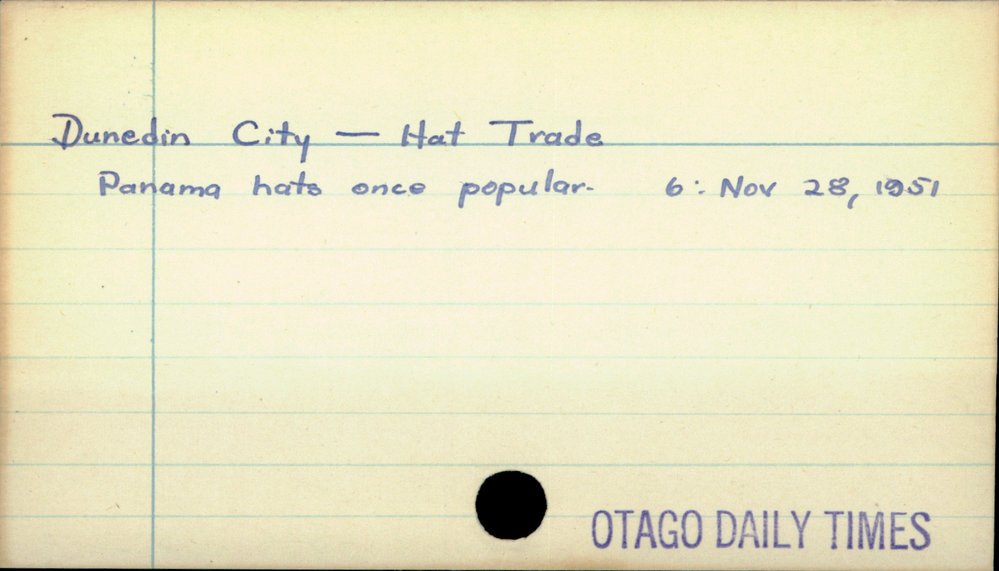 Dunedin City — Hat Trade
Panama hats once popular. 6: Nov 28, 1951
OTAGO DAILY TIMES